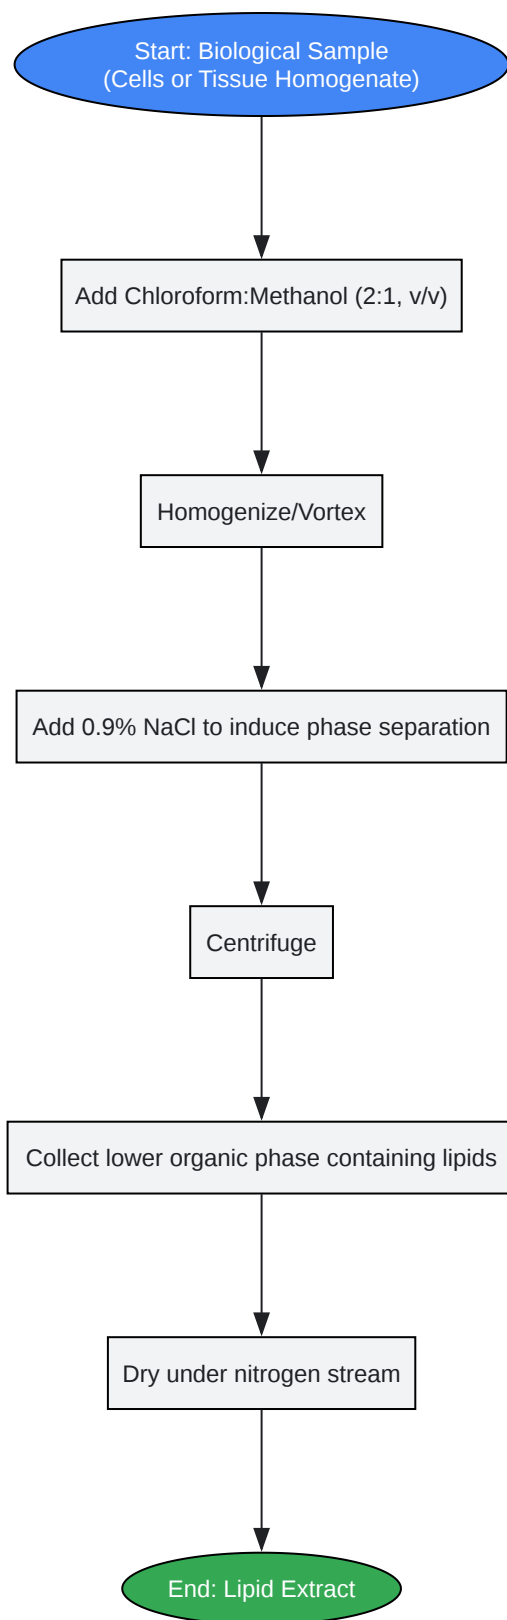 Start: Biological Sample
(Cells or Tissue Homogenate)
Add Chloroform:Methanol (2:1, v/v)
Homogenize/Vortex
Add 0.9% NaCl to induce phase separation
Centrifuge
Collect lower organic phase containing lipids
Dry under nitrogen stream
End: Lipid Extract